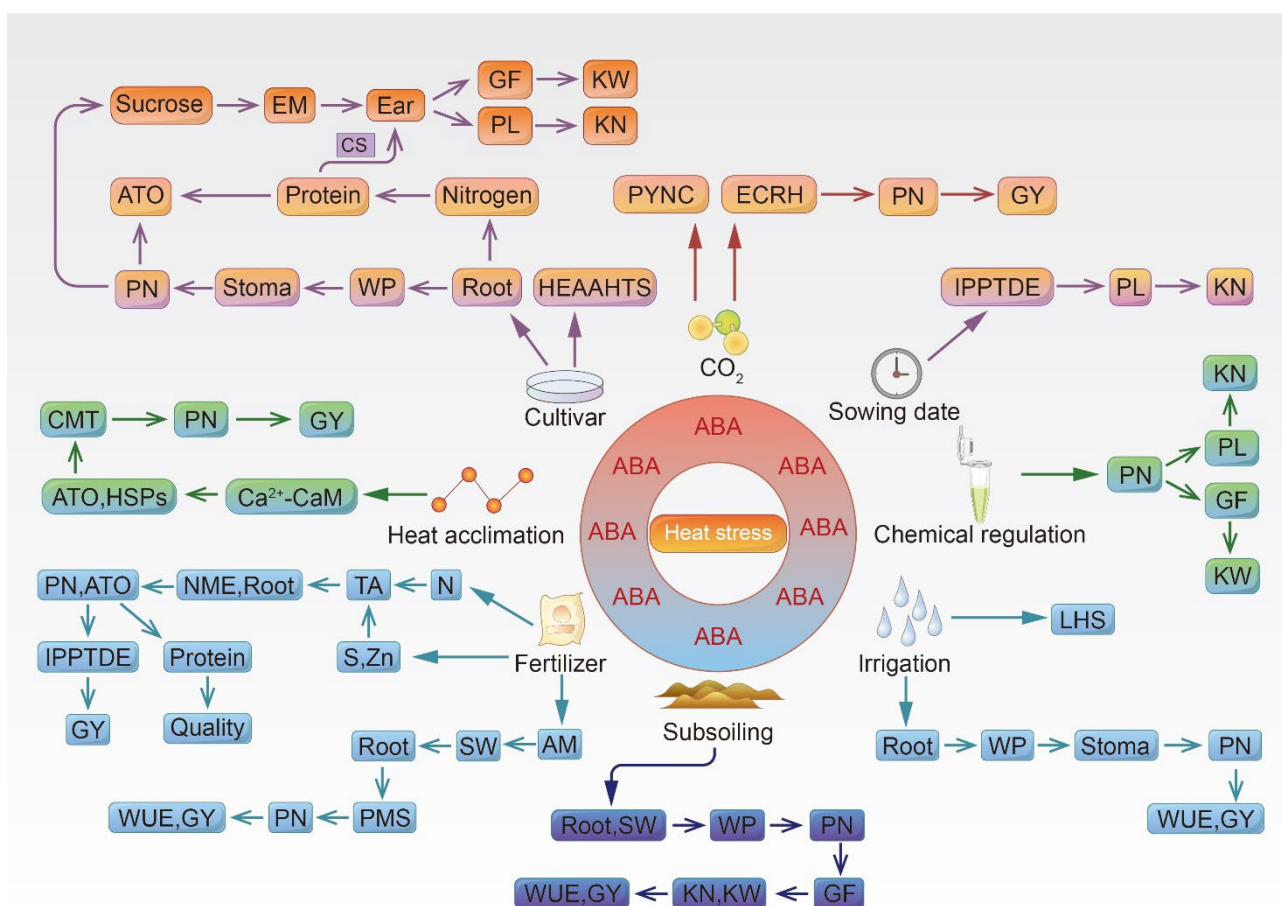 GF
KW
Sucrose
EM
Ear
PL
KN
CS
ATO
Protein
Nitrogen
PN
Stoma
WP
Root
HEAAHTS
Cultivar
PYNC
ECRH
PN
GY
CO₂
IPPTDE
PL
KN
Sowing date
CMT
PN
GY
ATO,HSPs
Ca²⁺-CaM
Heat acclimation
KN
PL
PN
GF
KW
Chemical regulation
ABA
ABA
ABA
ABA
Heat stress
ABA
ABA
ABA
ABA
PN,ATO
NME,Root
TA
N
IPPTDE
Protein
S,Zn
Fertilizer
GY
Quality
Root
SW
AM
WUE,GY
PN
PMS
LHS
Irrigation
Root
WP
Stoma
PN
WUE,GY
Subsoiling
Root,SW
WP
PN
WUE,GY
KN,KW
GF